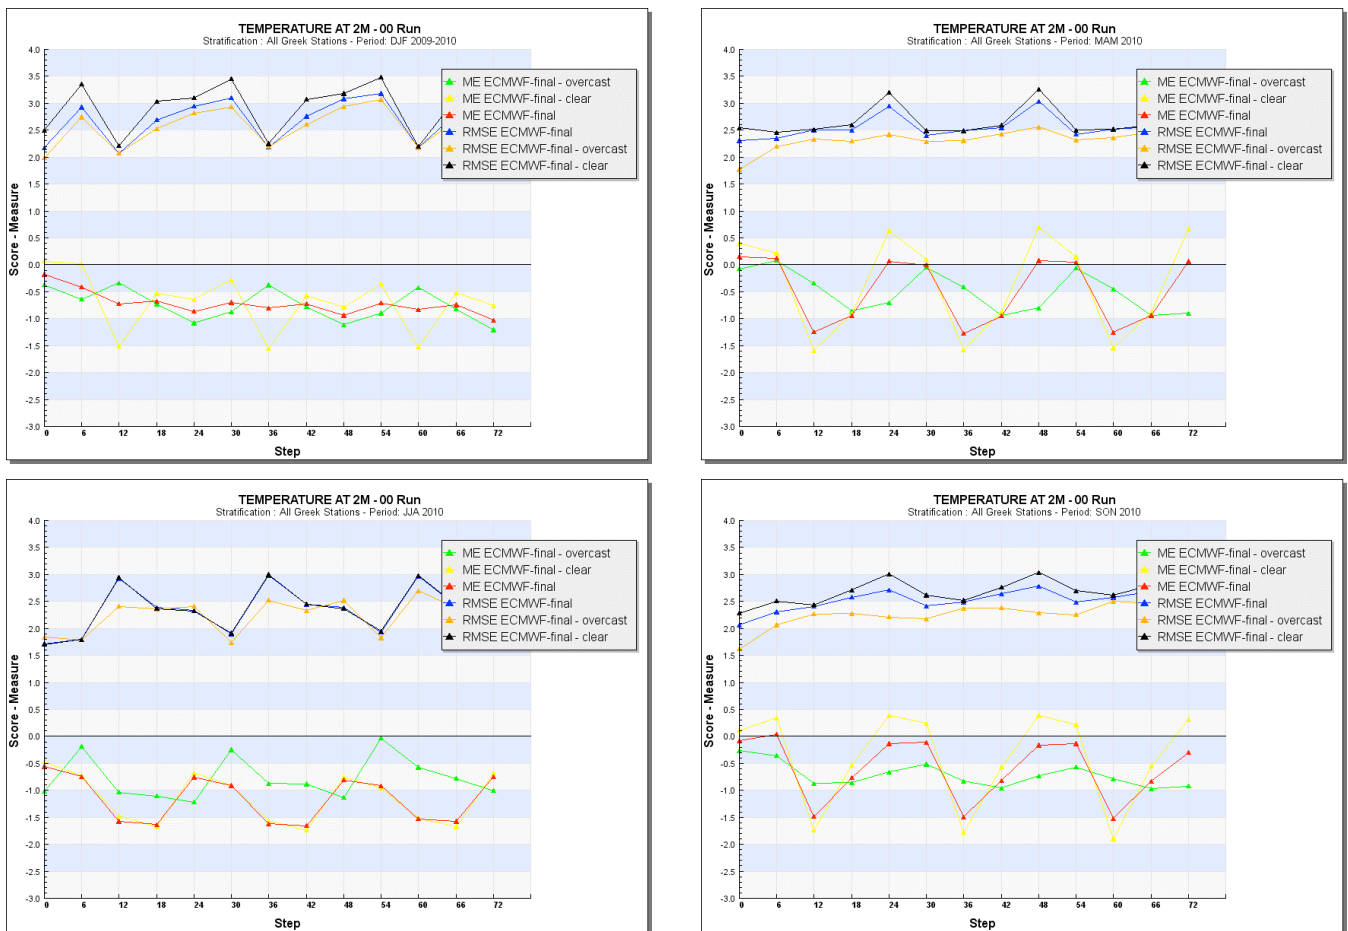 TEMPERATURE AT 2M - 00 Run
Stratification : All Greek Stations - Period: DJF 2009-2010
4.0
3.5
3.0
2.5
2.0
1.5
1.0
0.5
0.0
-0.5
-1.0
-1.5
-2.0
-2.5
-3.0
Score - Measure
ME ECMWF-final - overcast
ME ECMWF-final - clear
ME ECMWF-final
RMSE ECMWF-final
RMSE ECMWF-final - overcast
RMSE ECMWF-final - clear
0 6 12 18 24 30 36 42 48 54 60 66 72
Step
TEMPERATURE AT 2M - 00 Run
Stratification : All Greek Stations - Period: MAM 2010
4.0
3.5
3.0
2.5
2.0
1.5
1.0
0.5
0.0
-0.5
-1.0
-1.5
-2.0
-2.5
-3.0
Score - Measure
ME ECMWF-final - overcast
ME ECMWF-final - clear
ME ECMWF-final
RMSE ECMWF-final
RMSE ECMWF-final - overcast
RMSE ECMWF-final - clear
0 6 12 18 24 30 36 42 48 54 60 66 72
Step
TEMPERATURE AT 2M - 00 Run
Stratification : All Greek Stations - Period: JJA 2010
4.0
3.5
3.0
2.5
2.0
1.5
1.0
0.5
0.0
-0.5
-1.0
-1.5
-2.0
-2.5
-3.0
Score - Measure
ME ECMWF-final - overcast
ME ECMWF-final - clear
ME ECMWF-final
RMSE ECMWF-final
RMSE ECMWF-final - overcast
RMSE ECMWF-final - clear
0 6 12 18 24 30 36 42 48 54 60 66 72
Step
TEMPERATURE AT 2M - 00 Run
Stratification : All Greek Stations - Period: SON 2010
4.0
3.5
3.0
2.5
2.0
1.5
1.0
0.5
0.0
-0.5
-1.0
-1.5
-2.0
-2.5
-3.0
Score - Measure
ME ECMWF-final - overcast
ME ECMWF-final - clear
ME ECMWF-final
RMSE ECMWF-final
RMSE ECMWF-final - overcast
RMSE ECMWF-final - clear
0 6 12 18 24 30 36 42 48 54 60 66 72
Step